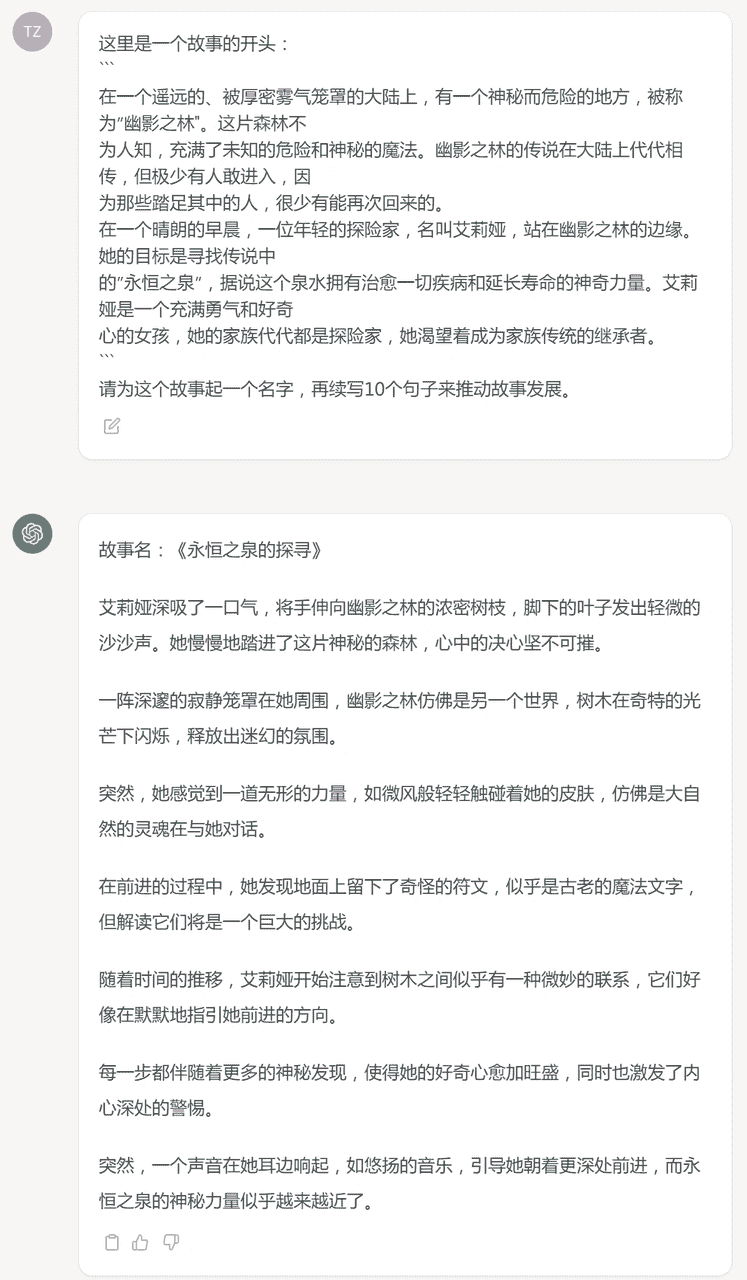 TZ
这里是一个故事的开头：
```
在一个遥远的、被厚密雾气笼罩的大陆上，有一个神秘而危险的地方，被称
为“幽影之林"。这片森林不
为人知，充满了未知的危险和神秘的魔法。幽影之林的传说在大陆上代代相
传，但极少有人敢进入，因
为那些踏足其中的人，很少有能再次回来的。
在一个晴朗的早晨，一位年轻的探险家，名叫艾莉娅，站在幽影之林的边缘。
她的目标是寻找传说中
的“永恒之泉”，据说这个泉水拥有治愈一切疾病和延长寿命的神奇力量。艾莉
娅是一个充满勇气和好奇
心的女孩，她的家族代代都是探险家，她渴望着成为家族传统的继承者。
```
请为这个故事起一个名字，再续写10个句子来推动故事发展。
故事名：《永恒之泉的探寻》
艾莉娅深吸了一口气，将手伸向幽影之林的浓密树枝，脚下的叶子发出轻微的
沙沙声。她慢慢地踏进了这片神秘的森林，心中的决心坚不可摧。
一阵深邃的寂静笼罩在她周围，幽影之林仿佛是另一个世界，树木在奇特的光
芒下闪烁，释放出迷幻的氛围。
突然，她感觉到一道无形的力量，如微风般轻轻触碰着她的皮肤，仿佛是大自
然的灵魂在与她对话。
在前进的过程中，她发现地面上留下了奇怪的符文，似乎是古老的魔法文字，
但解读它们将是一个巨大的挑战。
随着时间的推移，艾莉娅开始注意到树木之间似乎有一种微妙的联系，它们好
像在默默地指引她前进的方向。
每一步都伴随着更多的神秘发现，使得她的好奇心愈加旺盛，同时也激发了内
心深处的警惕。
突然，一个声音在她耳边响起，如悠扬的音乐，引导她朝着更深处前进，而永
恒之泉的神秘力量似乎越来越近了。